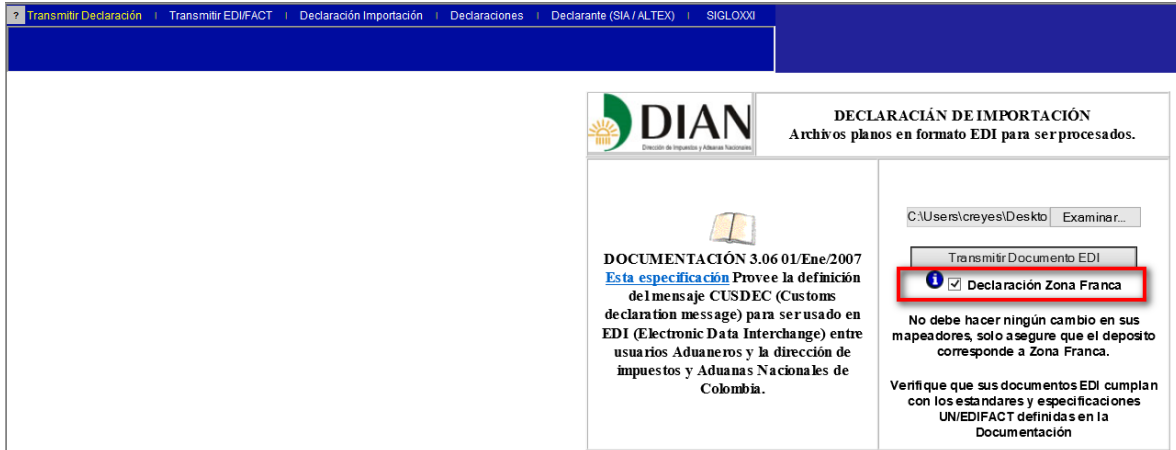 ? Transmitir Declaración | Transmitir EDI/FACT | Declaración Importación | Declaraciones | Declarante (SIA / ALTEX) | SIGLOXXI
DIAN
Dirección de Impuestos y Aduanas Nacionales
DECLARACIÁN DE IMPORTACIÓN
Archivos planos en formato EDI para ser procesados.
DOCUMENTACIÓN 3.06 01/Ene/2007
Esta especificación Provee la definición
del mensaje CUSDEC (Customs
declaration message) para ser usado en
EDI (Electronic Data Interchange) entre
usuarios Aduaneros y la dirección de
impuestos y Aduanas Nacionales de
Colombia.
C:\Users\creyes\Deskto Examinar...
Transmitir Documento EDI
i Declaración Zona Franca
No debe hacer ningún cambio en sus
mapeadores, solo asegure que el deposito
corresponde a Zona Franca.
Verifique que sus documentos EDI cumplan
con los estandares y especificaciones
UN/EDIFACT definidas en la
Documentación